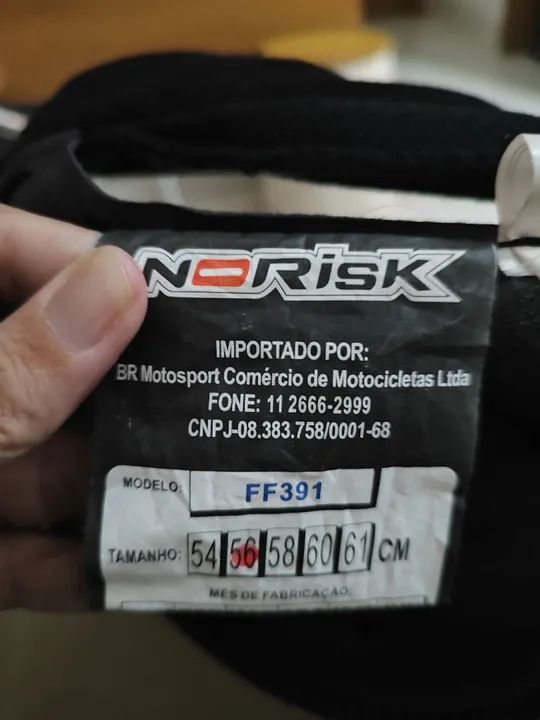 NORiSK
IMPORTADO POR:
BR Motosport Comércio de Motocicletas Ltda
FONE: 11 2666-2999
CNPJ-08.383.758/0001-68
MODELO: FF391
TAMANHO: 54 56 58 60 61 CM
MÊS DE FABRICAÇÃO: